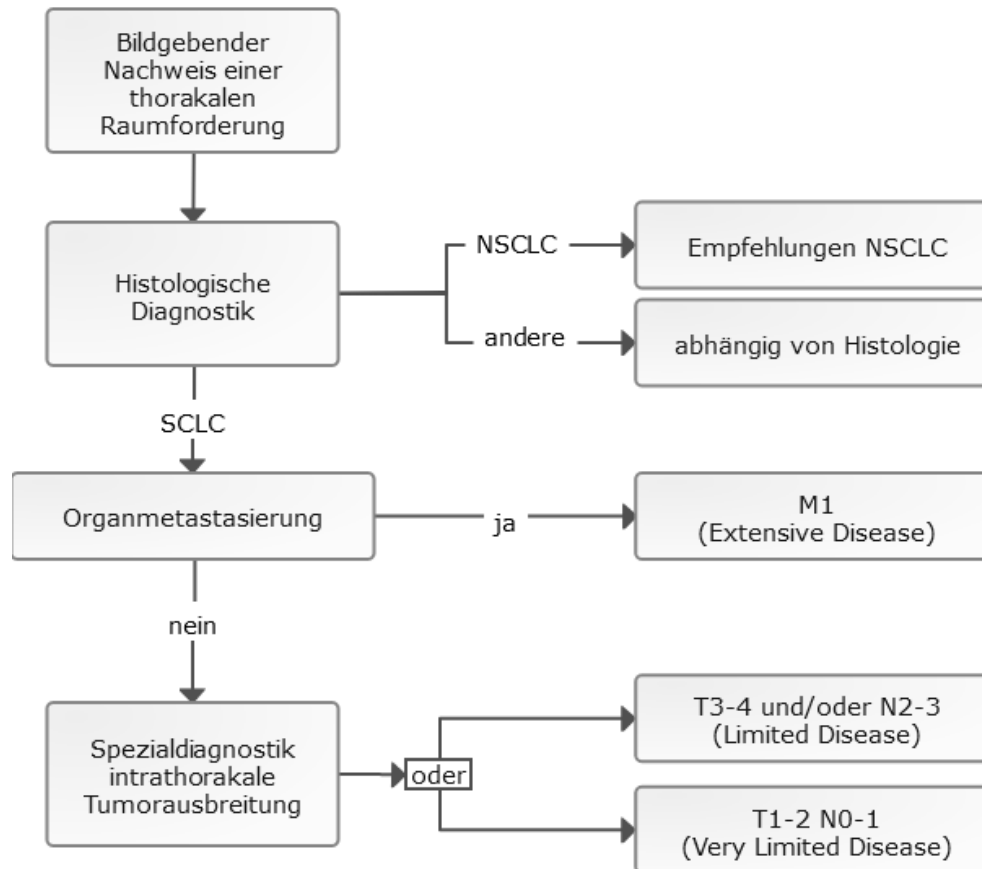 Bildgebender
Nachweis einer
thorakalen
Raumforderung
Histologische
Diagnostik
NSCLC
Empfehlungen NSCLC
andere
abhängig von Histologie
SCLC
Organmetastasierung
ja
M1
(Extensive Disease)
nein
Spezialdiagnostik
intrathorakale
Tumorausbreitung
oder
T3-4 und/oder N2-3
(Limited Disease)
T1-2 N0-1
(Very Limited Disease)